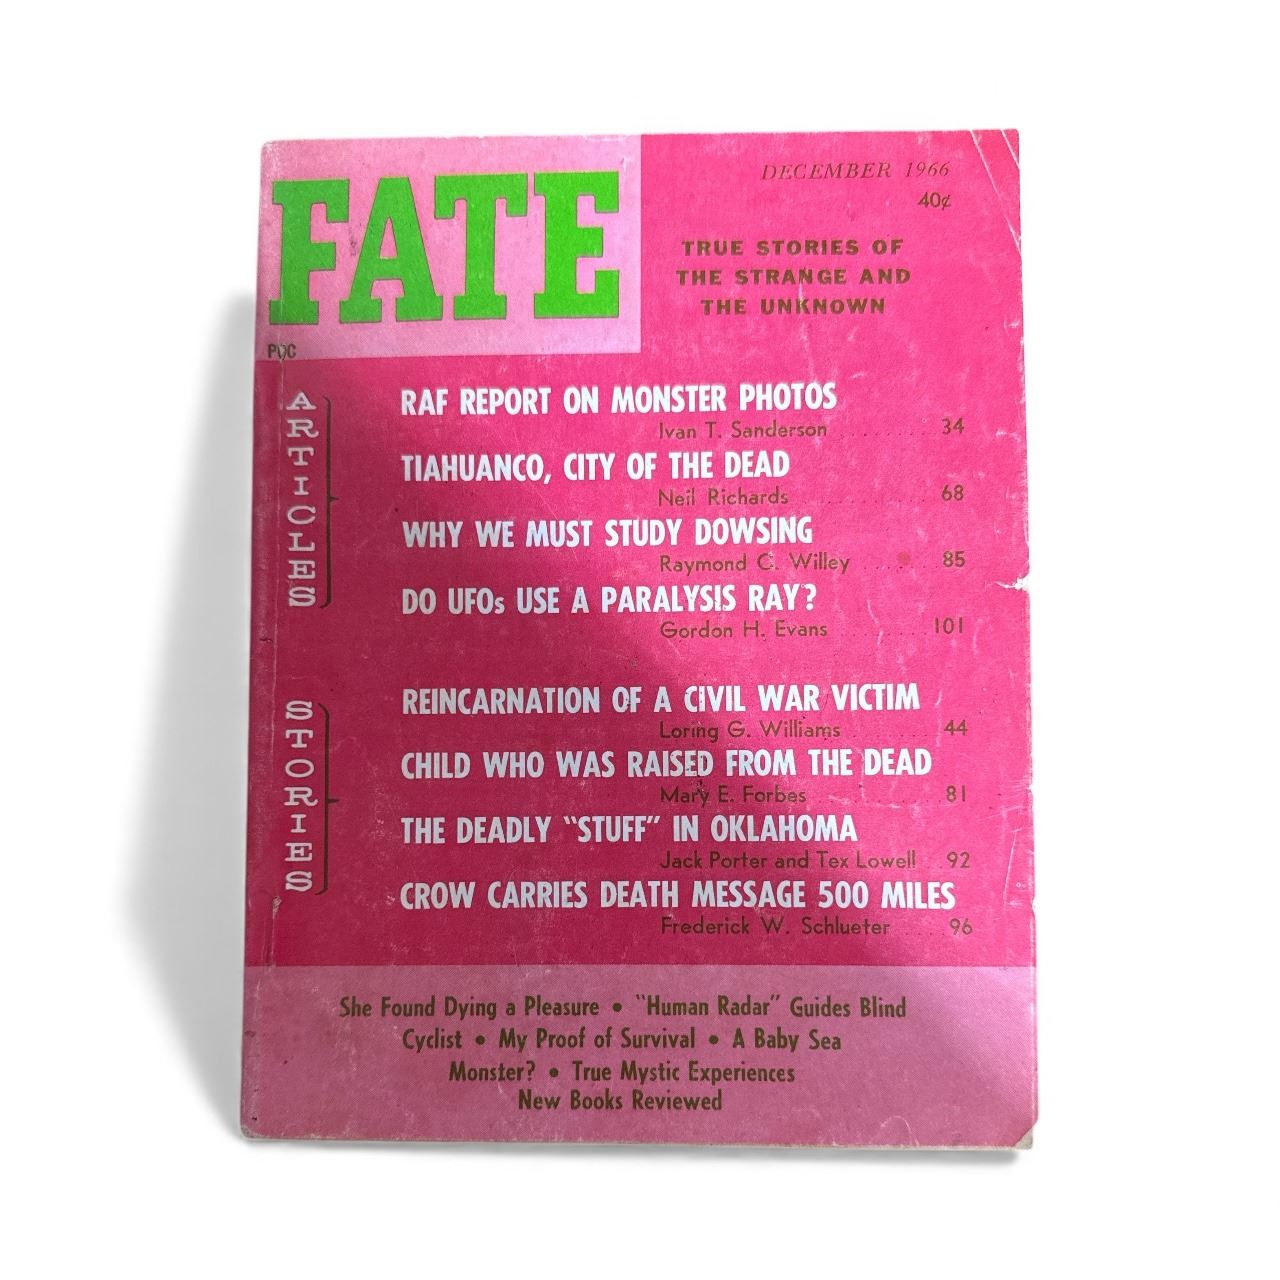 FATE
DECEMBER 1966
40¢
TRUE STORIES OF
THE STRANGE AND
THE UNKNOWN
PDC
ARTICLES
RAF REPORT ON MONSTER PHOTOS
Ivan T. Sanderson ........ 34
TIAHUANCO, CITY OF THE DEAD
Neil Richards ........ 68
WHY WE MUST STUDY DOWSING
Raymond C. Willey ........ 85
DO UFOs USE A PARALYSIS RAY?
Gordon H. Evans ........ 101
STORIES
REINCARNATION OF A CIVIL WAR VICTIM
Loring G. Williams ........ 44
CHILD WHO WAS RAISED FROM THE DEAD
Mary E. Forbes ........ 81
THE DEADLY "STUFF" IN OKLAHOMA
Jack Porter and Tex Lowell .. 92
CROW CARRIES DEATH MESSAGE 500 MILES
Frederick W. Schlueter .... 96
She Found Dying a Pleasure • "Human Radar" Guides Blind
Cyclist • My Proof of Survival • A Baby Sea
Monster? • True Mystic Experiences
New Books Reviewed